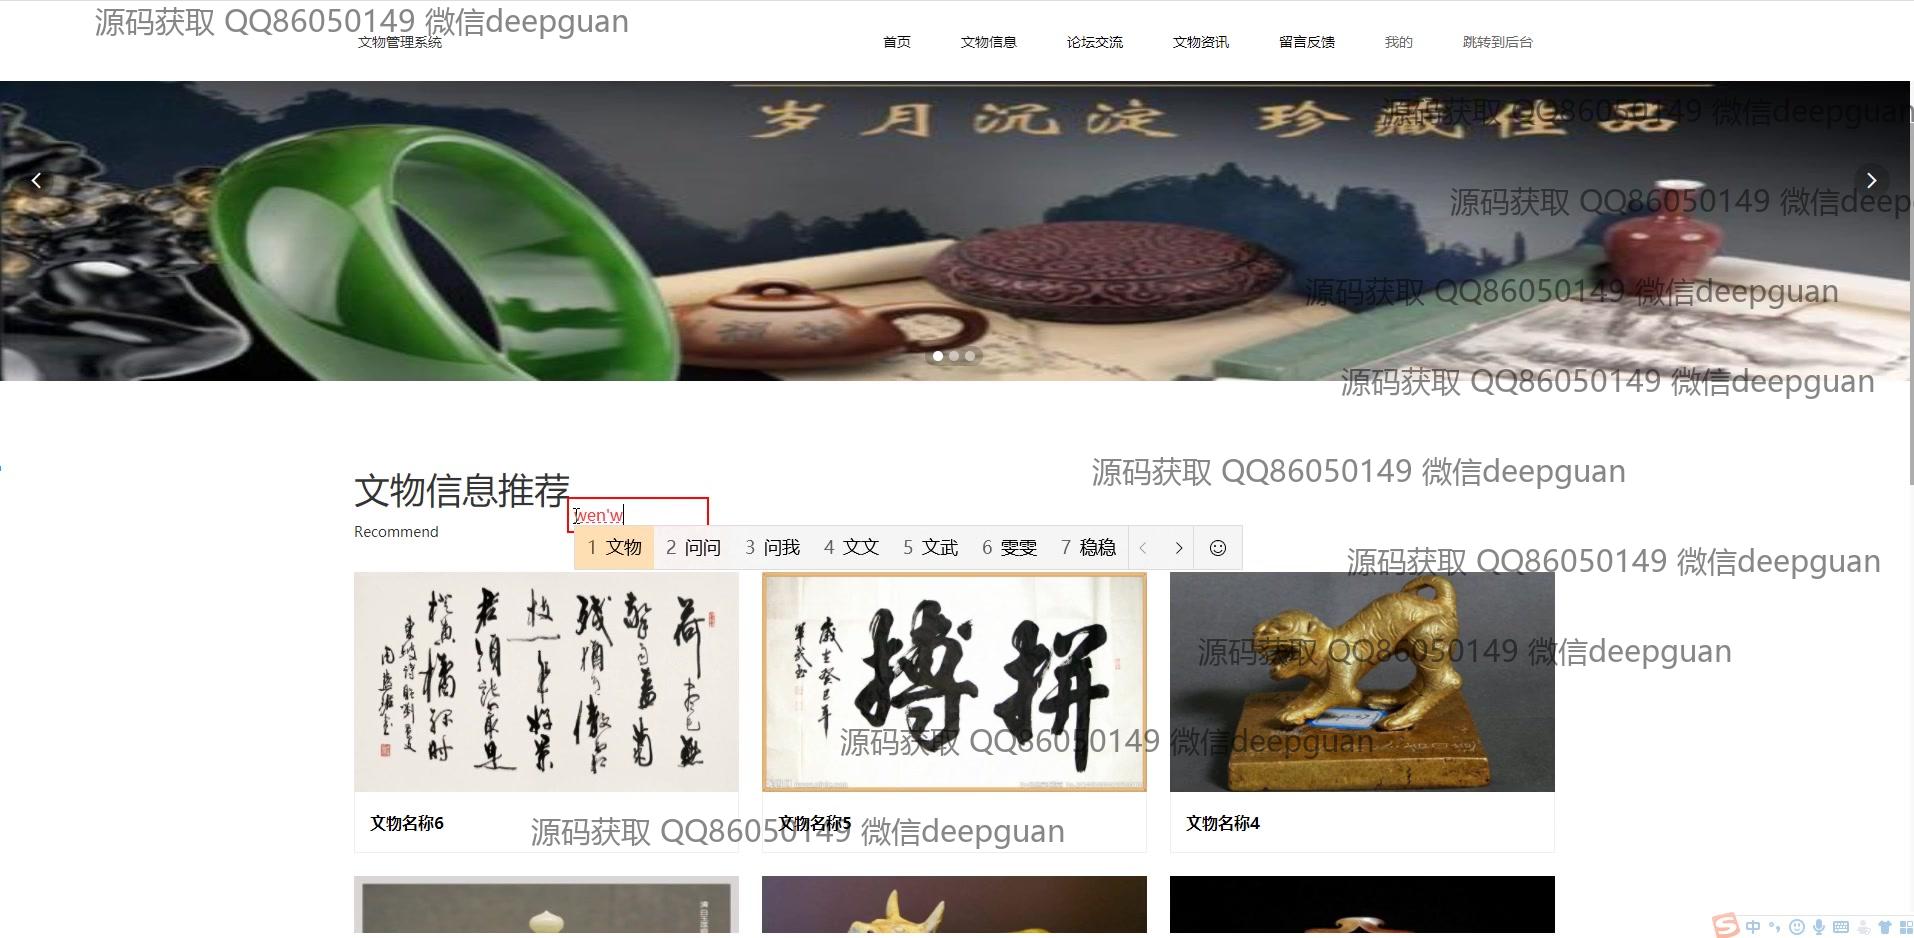 源码获取 QQ86050149 微信deepguan
文物管理系统
首页 文物信息 论坛交流 文物资讯 留言反馈 我的 跳转到后台
岁月沉淀 珍藏佳品
源码获取 QQ86050149 微信deepguan
源码获取 QQ86050149 微信deep
源码获取 QQ86050149 微信deepguan
源码获取 QQ86050149 微信deepguan
源码获取 QQ86050149 微信deepguan
文物信息推荐
wen'w
Recommend
1 文物 2 问问 3 问我 4 文文 5 文武 6 雯雯 7 稳稳
源码获取 QQ86050149 微信deepguan
拼搏
源码获取 QQ86050149 微信deepguan
源码获取 QQ86050149 微信deepguan
文物名称6
文物名称5
文物名称4
源码获取 QQ86050149 微信deepguan
中